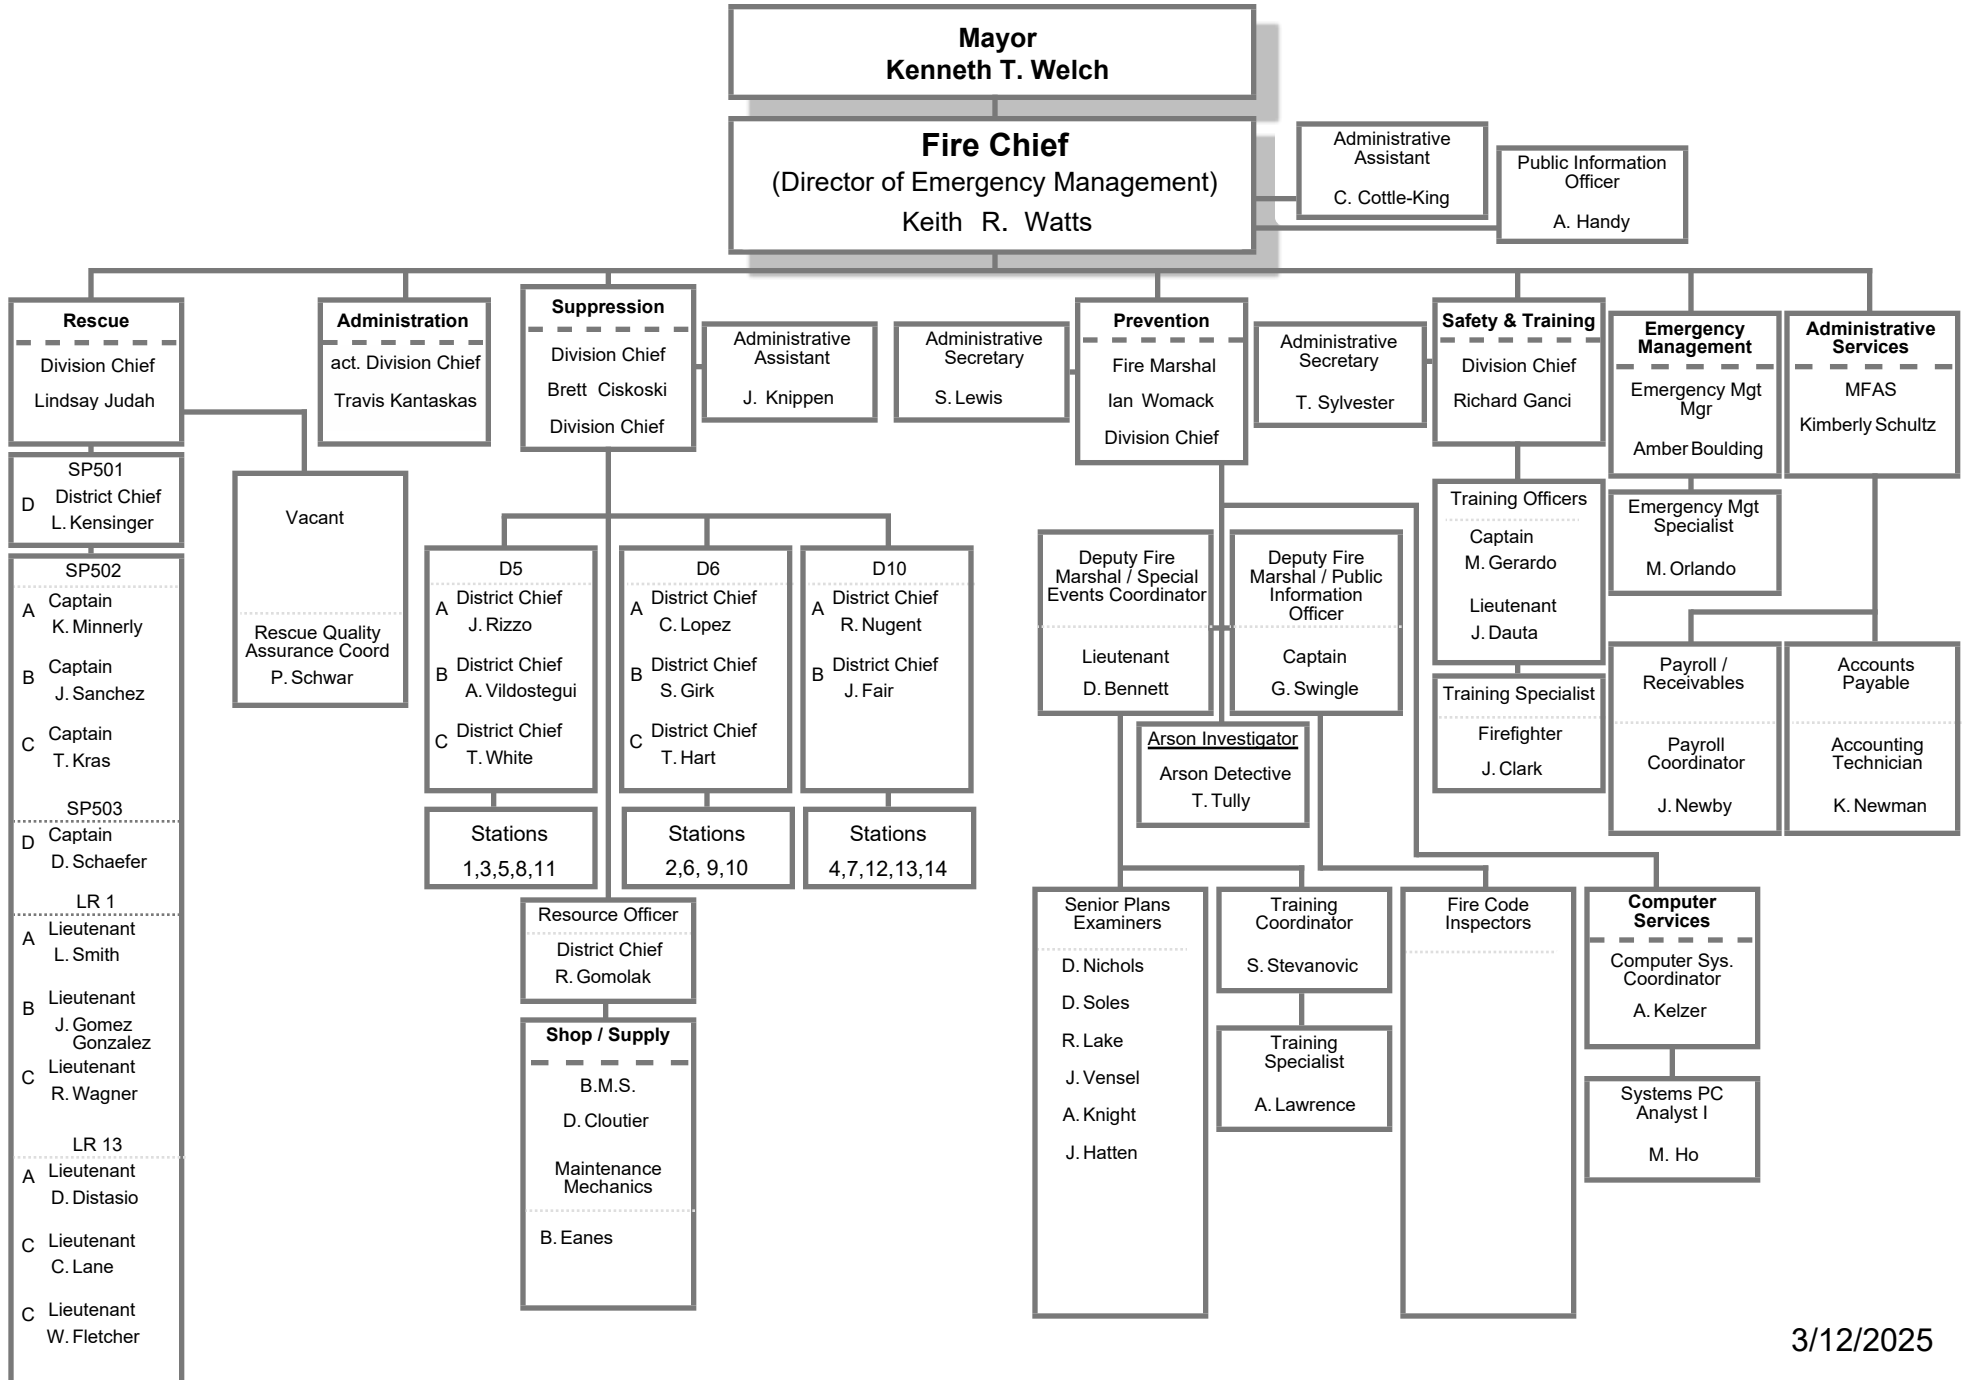 Mayor
Kenneth T. Welch
Fire Chief
(Director of Emergency Management)
Keith R. Watts
Administrative
Assistant
C. Cottle-King
Public Information
Officer
A. Handy
Rescue
Division Chief
Lindsay Judah
SP501
D
District Chief
L. Kensinger
SP502
A
Captain
K. Minnerly
B
Captain
J. Sanchez
C
Captain
T. Kras
SP503
D
Captain
D. Schaefer
LR 1
A
Lieutenant
L. Smith
B
Lieutenant
J. Gomez
Gonzalez
C
Lieutenant
R. Wagner
LR 13
A
Lieutenant
D. Distasio
C
Lieutenant
C. Lane
C
Lieutenant
W. Fletcher
Vacant
Rescue Quality
Assurance Coord
P. Schwar
Administration
act. Division Chief
Travis Kantaskas
Suppression
Division Chief
Brett Ciskoski
Division Chief
Administrative
Assistant
J. Knippen
D5
A
District Chief
J. Rizzo
B
District Chief
A. Vildostegui
C
District Chief
T. White
Stations
1,3,5,8,11
D6
A
District Chief
C. Lopez
B
District Chief
S. Girk
C
District Chief
T. Hart
Stations
2,6, 9,10
D10
A
District Chief
R. Nugent
B
District Chief
J. Fair
Stations
4,7,12,13,14
Resource Officer
District Chief
R. Gomolak
Shop / Supply
B.M.S.
D. Cloutier
Maintenance
Mechanics
B. Eanes
Administrative
Secretary
S. Lewis
Prevention
Fire Marshal
Ian Womack
Division Chief
Deputy Fire
Marshal / Special
Events Coordinator
Lieutenant
D. Bennett
Deputy Fire
Marshal / Public
Information
Officer
Captain
G. Swingle
Arson Investigator
Arson Detective
T. Tully
Senior Plans
Examiners
D. Nichols
D. Soles
R. Lake
J. Vensel
A. Knight
J. Hatten
Training
Coordinator
S. Stevanovic
Training
Specialist
A. Lawrence
Fire Code
Inspectors
Computer
Services
Computer Sys.
Coordinator
A. Kelzer
Systems PC
Analyst I
M. Ho
Administrative
Secretary
T. Sylvester
Safety & Training
Division Chief
Richard Ganci
Training Officers
Captain
M. Gerardo
Lieutenant
J. Dauta
Training Specialist
Firefighter
J. Clark
Emergency
Management
Emergency Mgt
Mgr
Amber Boulding
Emergency Mgt
Specialist
M. Orlando
Administrative
Services
MFAS
Kimberly Schultz
Payroll /
Receivables
Payroll
Coordinator
J. Newby
Accounts
Payable
Accounting
Technician
K. Newman
3/12/2025